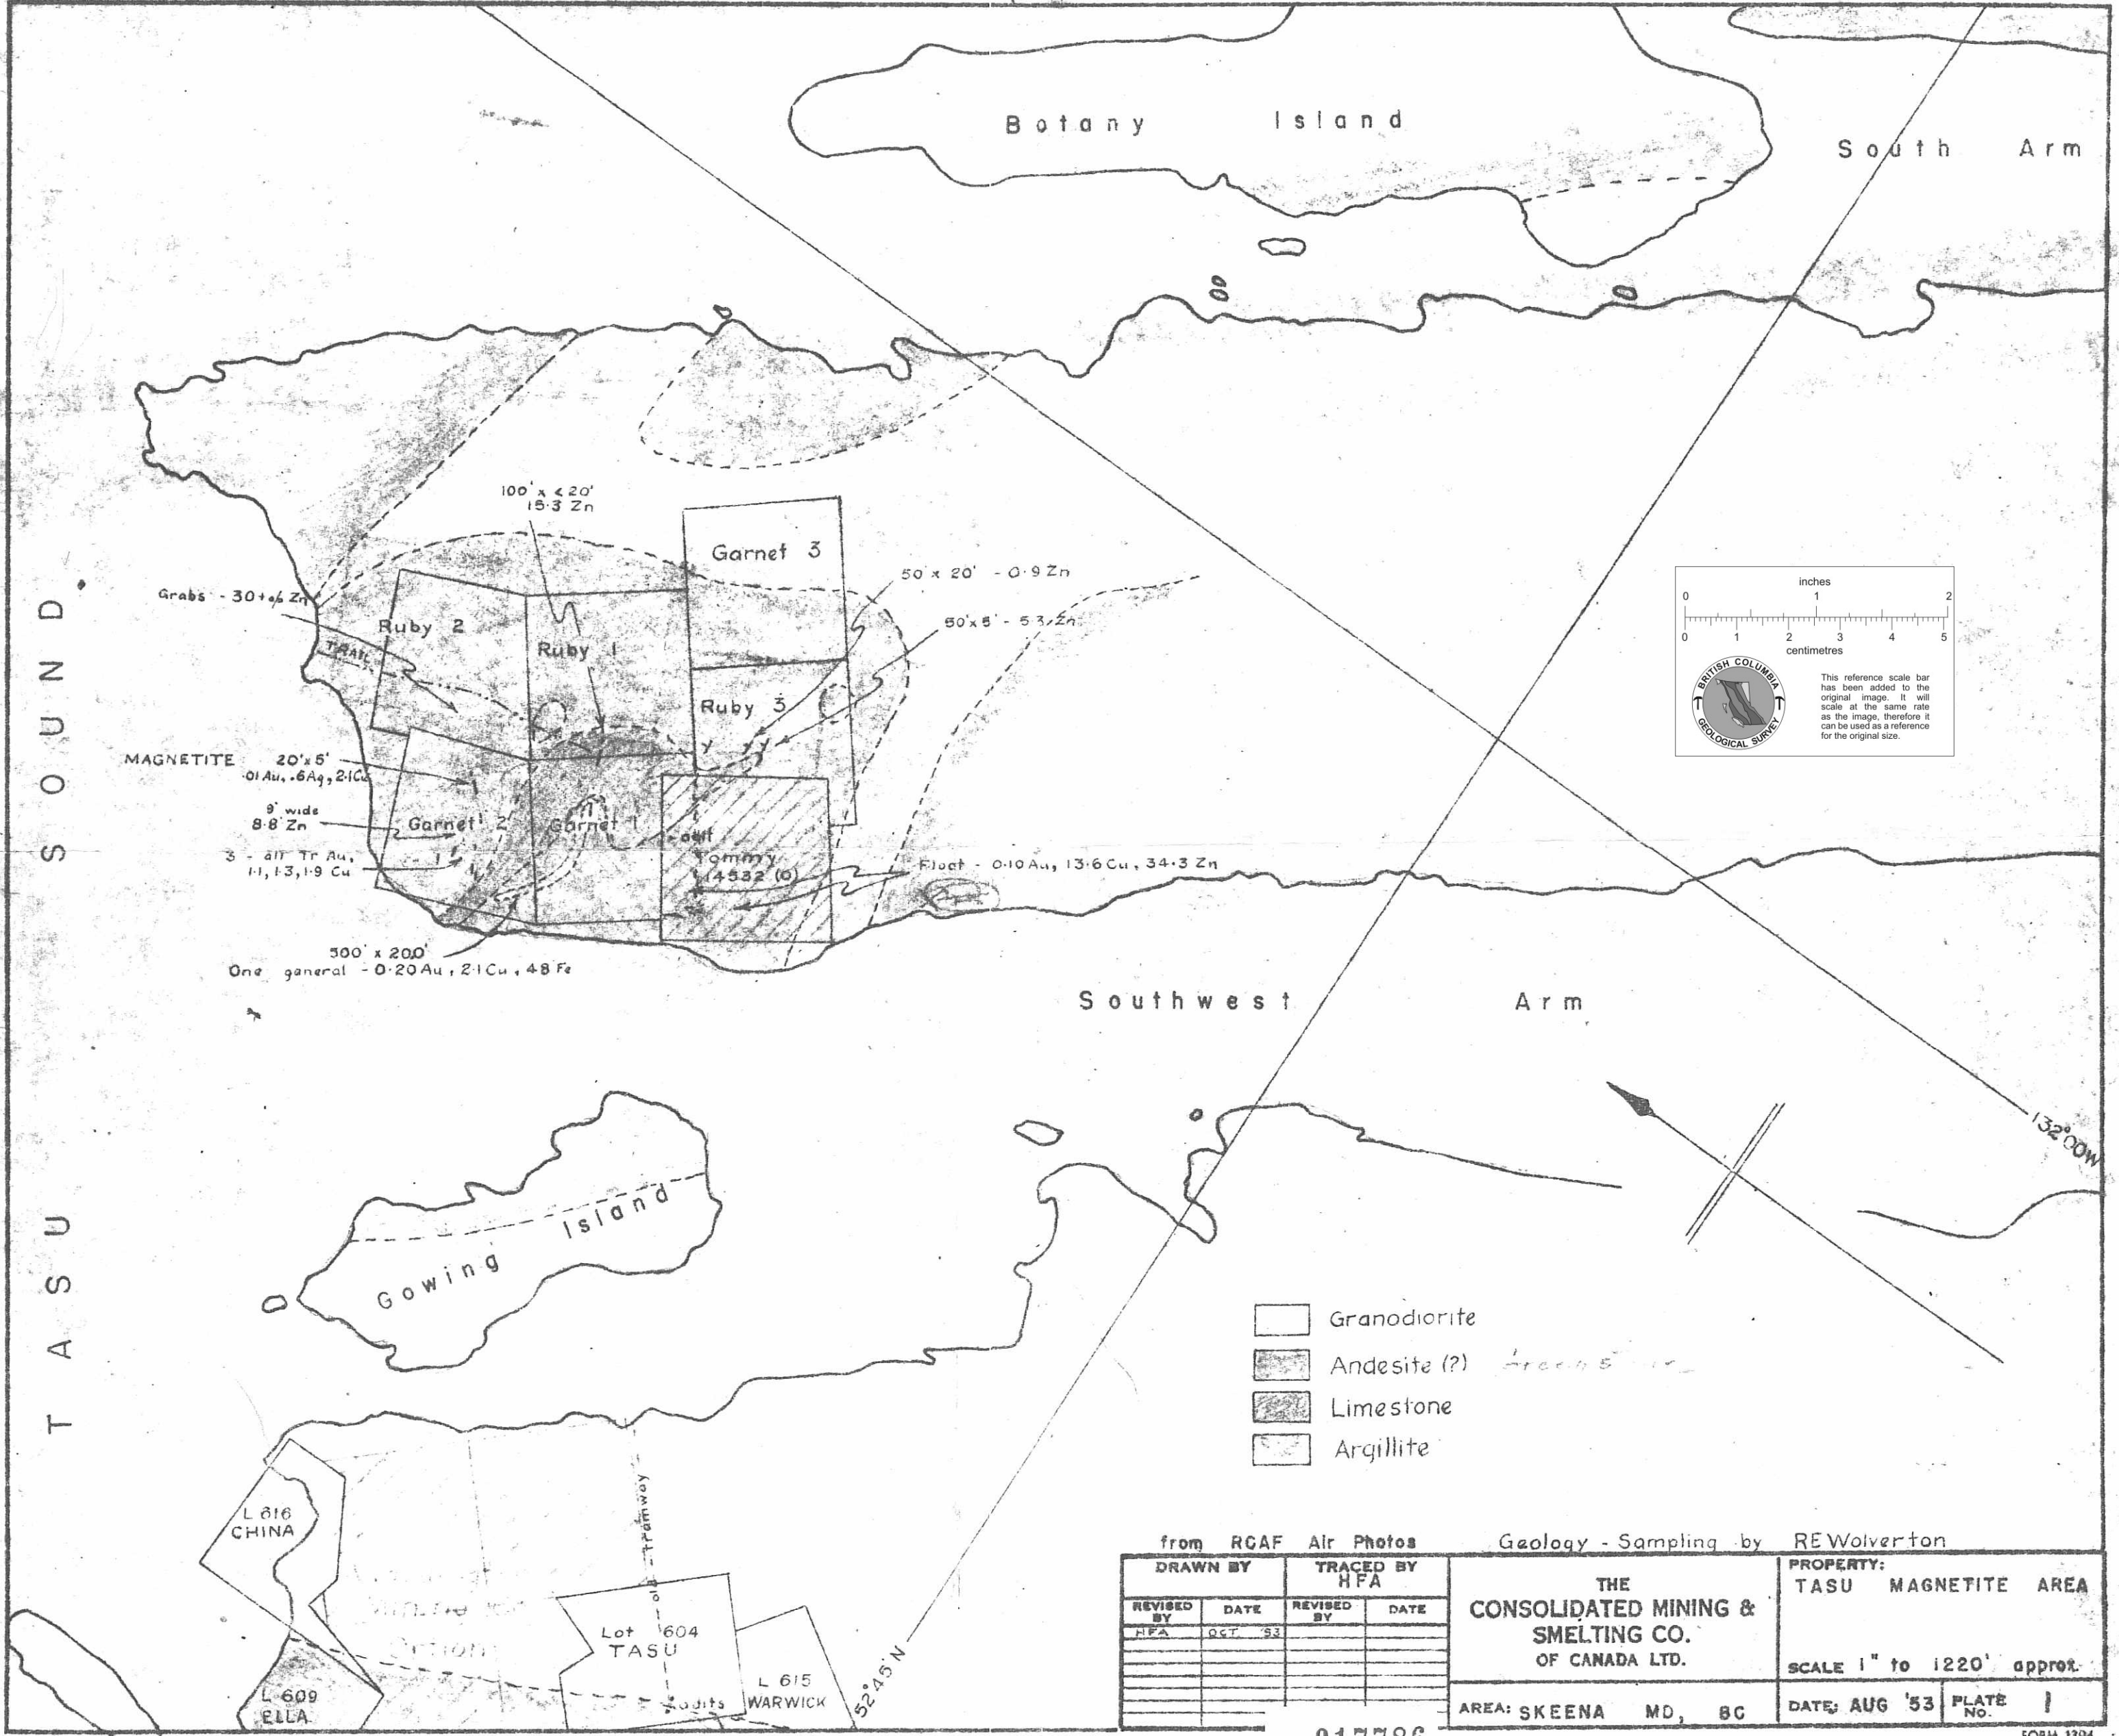 Botany Island
South Arm
100' x < 20'
15.3 Zn
Garnet 3
50' x 20' - 0.9 Zn
50' x 5' - 5.3 Zn
Grabs - 30+% Zn
Ruby 2
TRAIL
Ruby 1
Ruby 3
MAGNETITE 20' x 5'
.01 Au, .6 Ag, 2.1 Cu
9' wide
8.8 Zn
Garnet 2
Garnet 1
adit
3 - all Tr Au,
1.1, 1.3, 1.9 Cu
Tommy
14532 (0)
Float - 0.10 Au, 13.6 Cu, 34.3 Zn
500' x 200'
One general - 0.20 Au, 2.1 Cu, 48 Fe
TASU SOUND
inches
0 1 2
0 1 2 3 4 5
centimetres
BRITISH COLUMBIA
GEOLOGICAL SURVEY
This reference scale bar
has been added to the
original image. It will
scale at the same rate
as the image, therefore it
can be used as a reference
for the original size.
Southwest Arm
132°00'W
Gowing Island
Granodiorite
Andesite (?)
Limestone
Argillite
L 616
CHINA
old tramway
Lot 604
TASU
adits
L 615
WARWICK
L 609
ELLA
52°45'N
from RCAF Air Photos
Geology - Sampling by REWolverton
DRAWN BY
TRACED BY
HFA
REVISED BY DATE REVISED BY DATE
HFA OCT. '53
THE
CONSOLIDATED MINING &
SMELTING CO.
OF CANADA LTD.
AREA: SKEENA MD, BC
PROPERTY:
TASU MAGNETITE AREA
SCALE 1" to 1220' approx.
DATE: AUG '53
PLATE No. 1